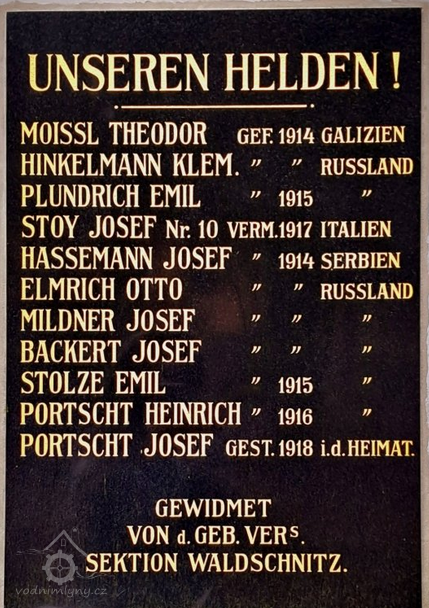 UNSEREN HELDEN!
MOISSL THEODOR GEF. 1914 GALIZIEN
HINKELMANN KLEM. " " RUSSLAND
PLUNDRICH EMIL " 1915 "
STOY JOSEF Nr. 10 VERM. 1917 ITALIEN
HASSEMANN JOSEF " 1914 SERBIEN
ELMRICH OTTO " " RUSSLAND
MILDNER JOSEF " " "
BACKERT JOSEF " " "
STOLZE EMIL " 1915 "
PORTSCHT HEINRICH " 1916 "
PORTSCHT JOSEF GEST. 1918 i.d. HEIMAT.
GEWIDMET
VON d. GEB. VERS.
SEKTION WALDSCHNITZ.
vodnimlyny.cz